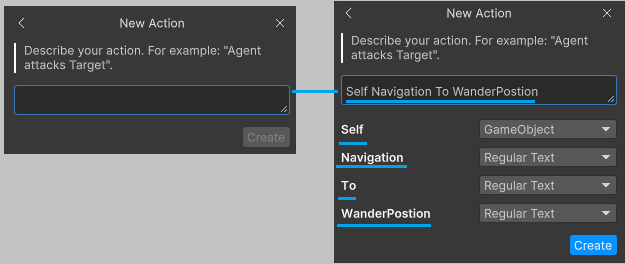 New Action
Describe your action. For example: "Agent
attacks Target".
Create
New Action
Describe your action. For example: "Agent
attacks Target".
Self Navigation To WanderPostion
Self GameObject
Navigation Regular Text
To Regular Text
WanderPostion Regular Text
Create